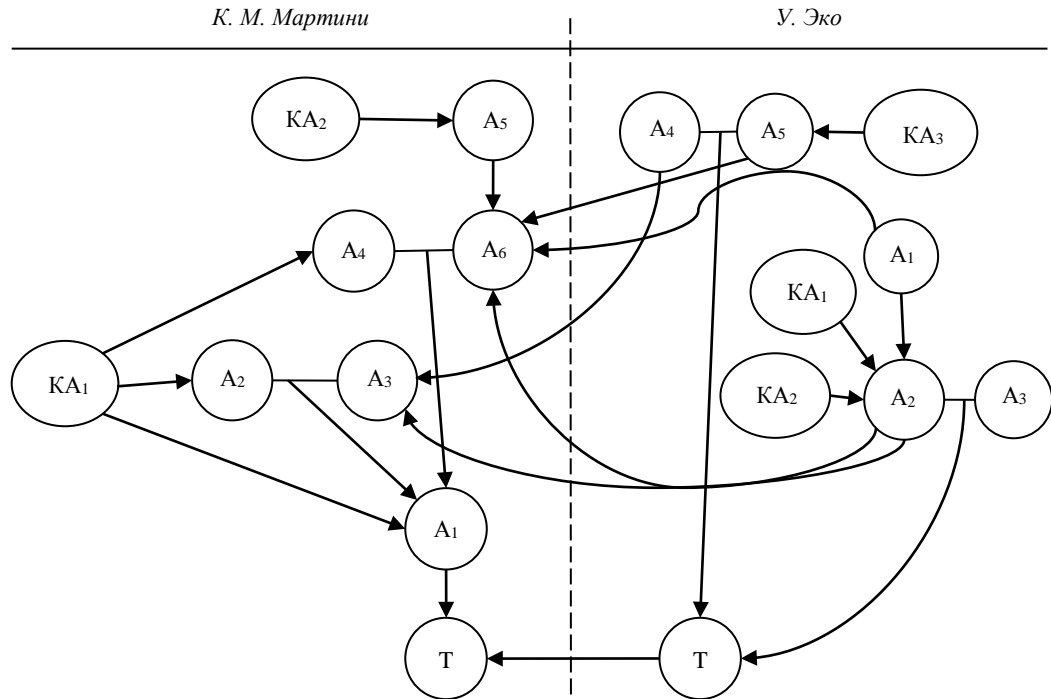 К. М. Мартини У. Эко
КА₂ А₅ А₄ А₅ КА₃
А₄ А₆ А₁
КА₁
КА₁ А₂ А₃ КА₂ А₂ А₃
А₁
Т Т